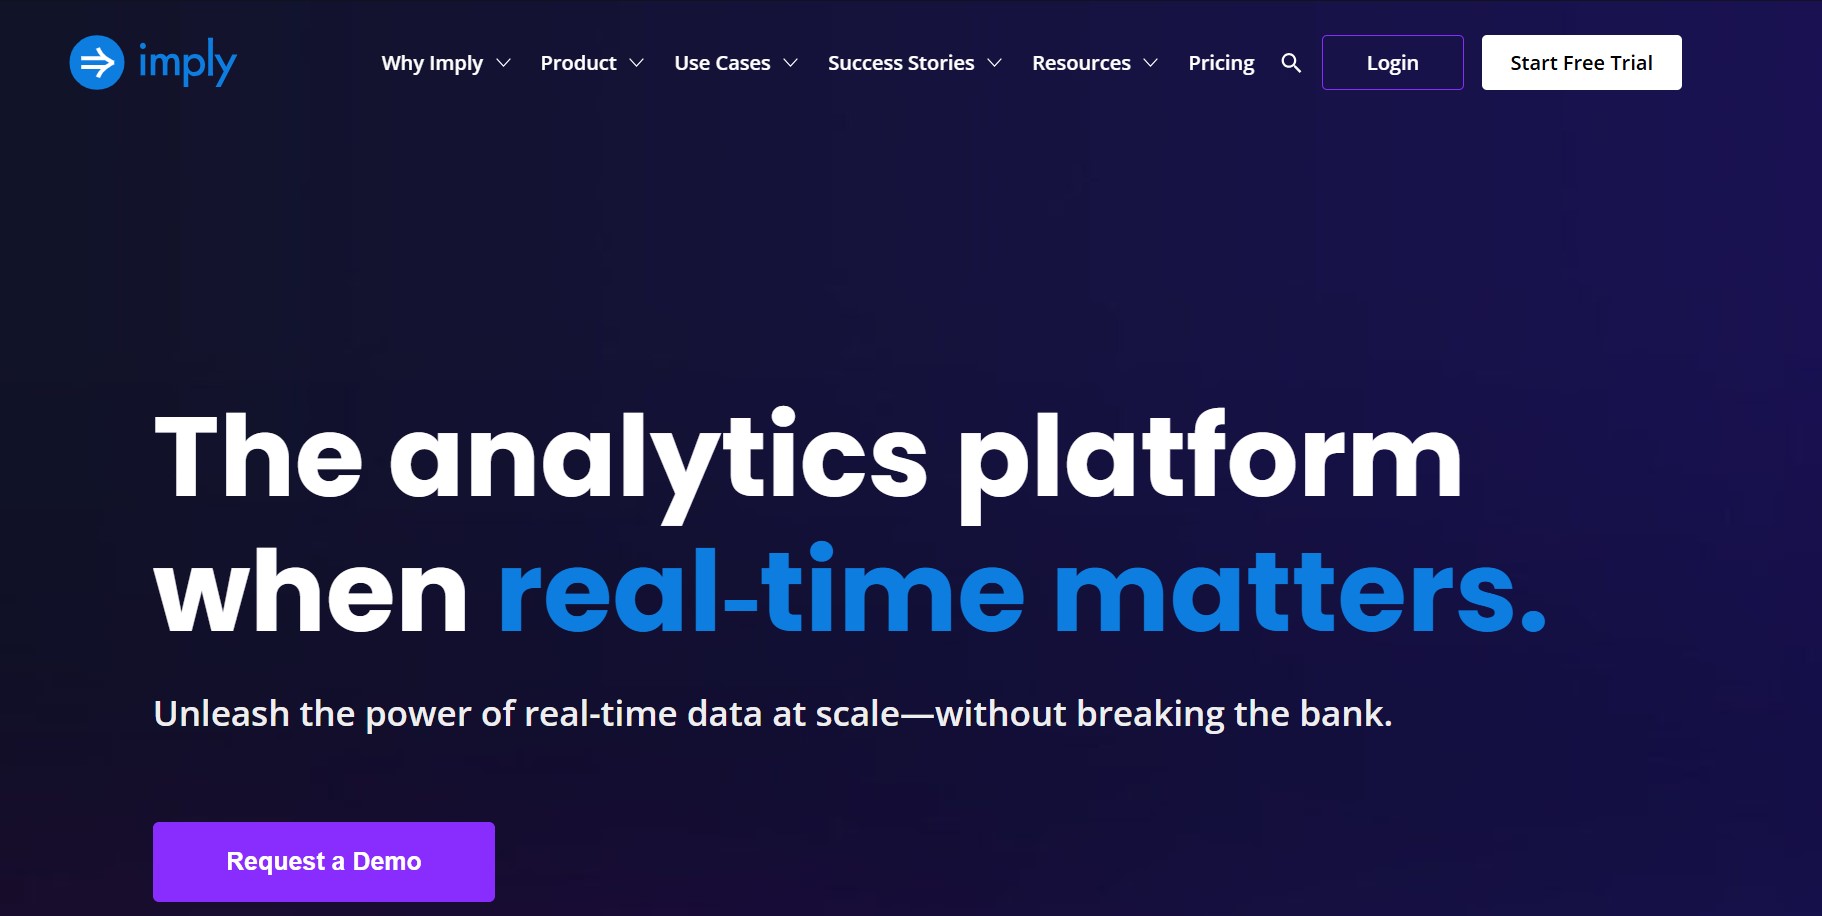 imply
Why Imply Product Use Cases Success Stories Resources Pricing Login Start Free Trial
The analytics platform
when real-time matters.
Unleash the power of real-time data at scale—without breaking the bank.
Request a Demo